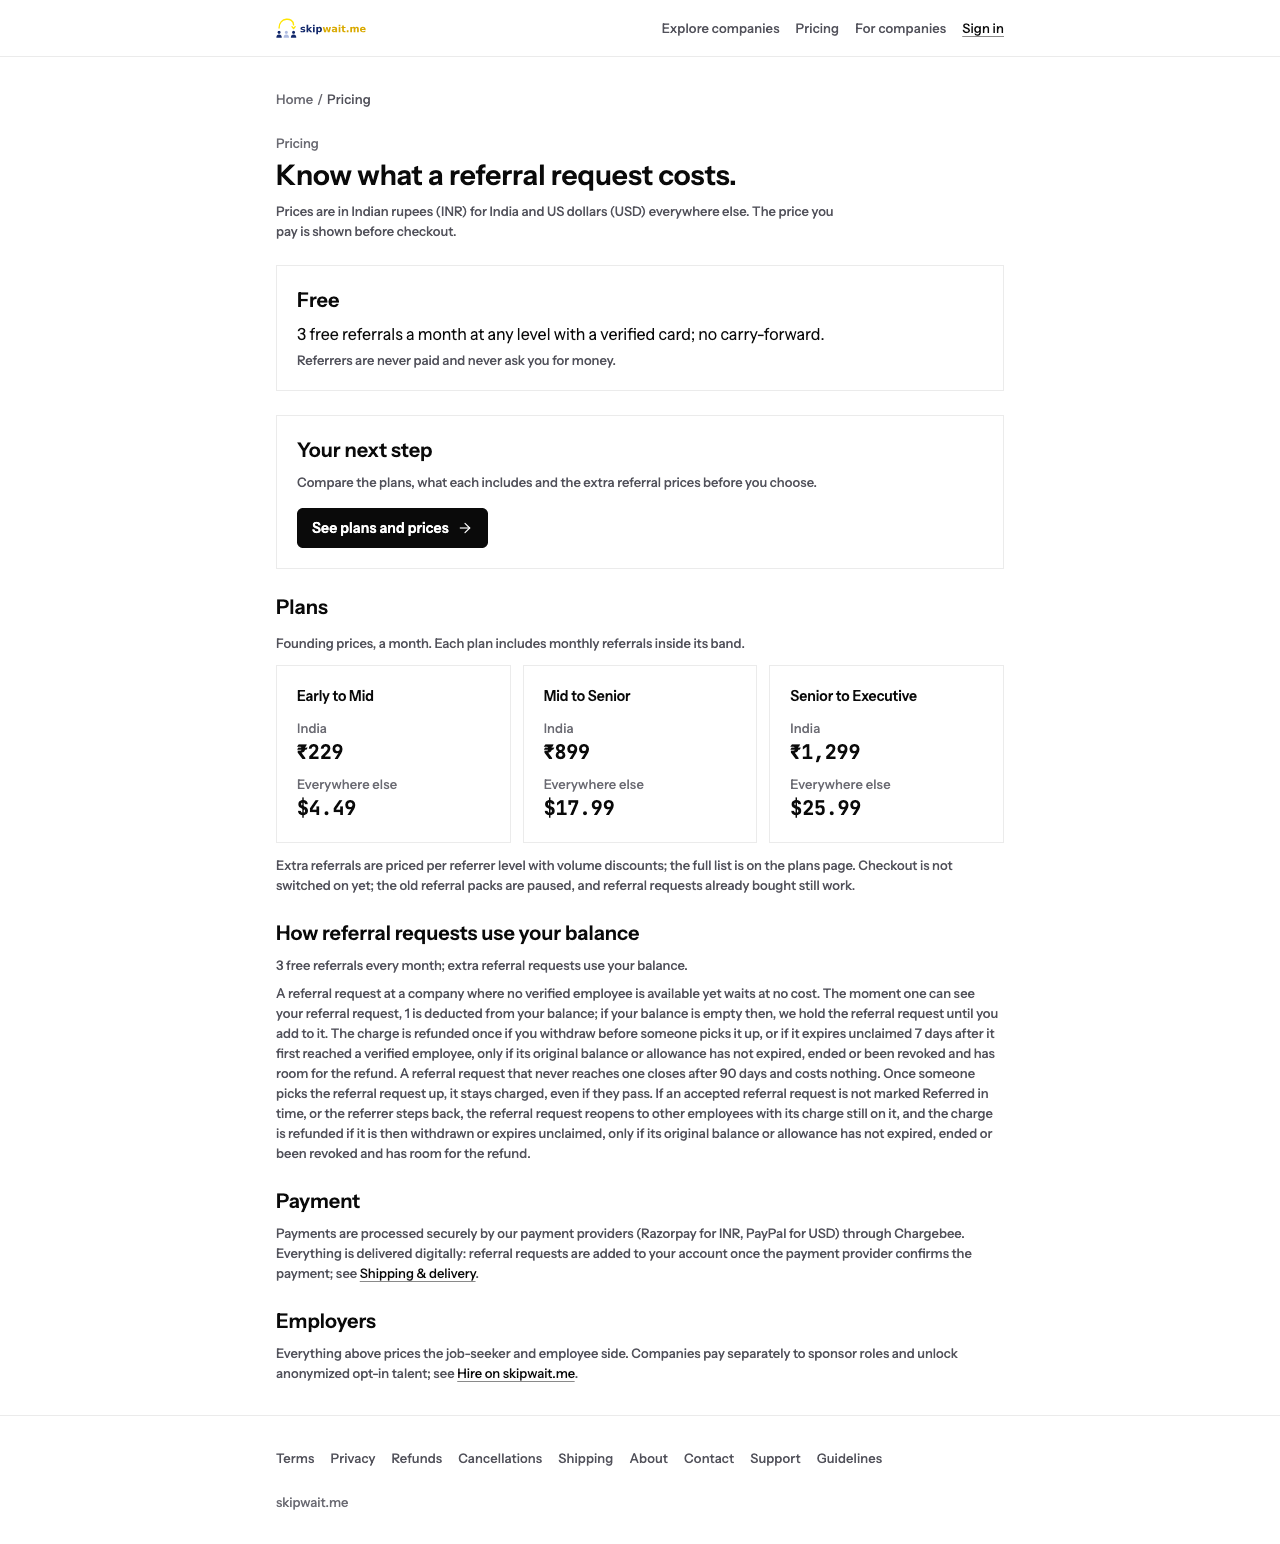 skipwait.me
Explore companies
Pricing
For companies
Sign in
Home / Pricing
Pricing
Know what a referral request costs.
Prices are in Indian rupees (INR) for India and US dollars (USD) everywhere else. The price you
pay is shown before checkout.
Free
3 free referrals a month at any level with a verified card; no carry-forward.
Referrers are never paid and never ask you for money.
Your next step
Compare the plans, what each includes and the extra referral prices before you choose.
See plans and prices →
Plans
Founding prices, a month. Each plan includes monthly referrals inside its band.
Early to Mid
India
₹229
Everywhere else
$4.49
Mid to Senior
India
₹899
Everywhere else
$17.99
Senior to Executive
India
₹1,299
Everywhere else
$25.99
Extra referrals are priced per referrer level with volume discounts; the full list is on the plans page. Checkout is not
switched on yet; the old referral packs are paused, and referral requests already bought still work.
How referral requests use your balance
3 free referrals every month; extra referral requests use your balance.
A referral request at a company where no verified employee is available yet waits at no cost. The moment one can see
your referral request, 1 is deducted from your balance; if your balance is empty then, we hold the referral request until you
add to it. The charge is refunded once if you withdraw before someone picks it up, or if it expires unclaimed 7 days after it
first reached a verified employee, only if its original balance or allowance has not expired, ended or been revoked and has
room for the refund. A referral request that never reaches one closes after 90 days and costs nothing. Once someone
picks the referral request up, it stays charged, even if they pass. If an accepted referral request is not marked Referred in
time, or the referrer steps back, the referral request reopens to other employees with its charge still on it, and the charge
is refunded if it is then withdrawn or expires unclaimed, only if its original balance or allowance has not expired, ended or
been revoked and has room for the refund.
Payment
Payments are processed securely by our payment providers (Razorpay for INR, PayPal for USD) through Chargebee.
Everything is delivered digitally: referral requests are added to your account once the payment provider confirms the
payment; see Shipping & delivery.
Employers
Everything above prices the job-seeker and employee side. Companies pay separately to sponsor roles and unlock
anonymized opt-in talent; see Hire on skipwait.me.
Terms
Privacy
Refunds
Cancellations
Shipping
About
Contact
Support
Guidelines
skipwait.me